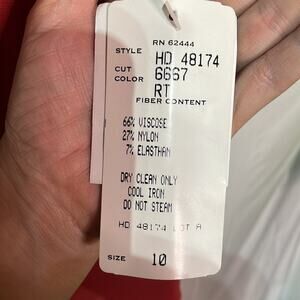 RN 62444
STYLE HD 48174
CUT 6667
COLOR RT
FIBER CONTENT
66% VISCOSE
27% NYLON
7% ELASTHAN
DRY CLEAN ONLY
COOL IRON
DO NOT STEAM
HD 48174 LOT A
SIZE 10